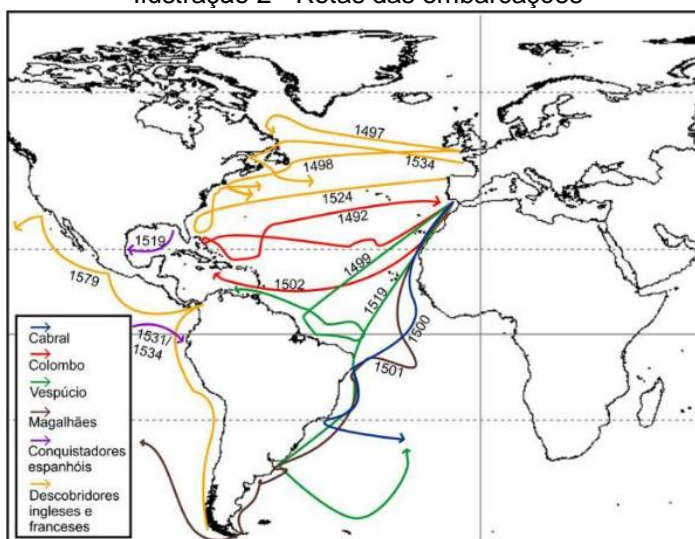 Ilustração 2 - Rotas das embarcações
1497
1498
1534
1524
1492
1519
1499
1502
1579
1519
1500
1531/
1534
1501
Cabral
Colombo
Vespúcio
Magalhães
Conquistadores
espanhóis
Descobridores
ingleses e
franceses